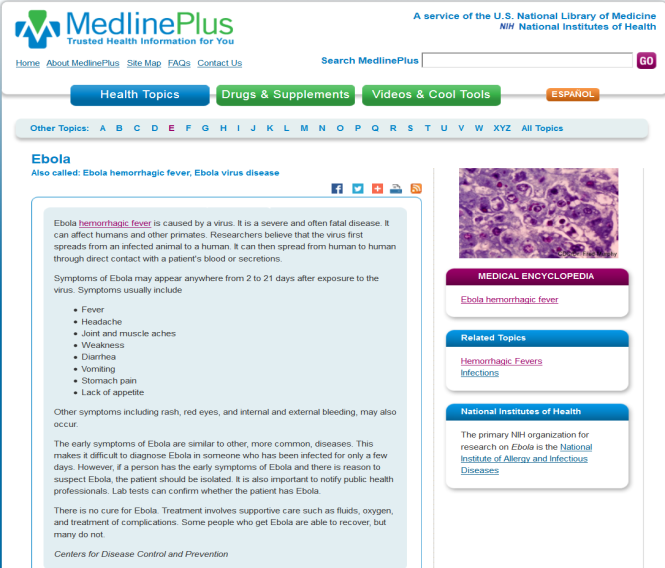 MedlinePlus
Trusted Health Information for You
A service of the U.S. National Library of Medicine
NIH National Institutes of Health
Home About MedlinePlus Site Map FAQs Contact Us
Search MedlinePlus GO
Health Topics Drugs & Supplements Videos & Cool Tools ESPAÑOL
Other Topics: A B C D E F G H I J K L M N O P Q R S T U V W XYZ All Topics
Ebola
Also called: Ebola hemorrhagic fever, Ebola virus disease
Ebola hemorrhagic fever is caused by a virus. It is a severe and often fatal disease. It
can affect humans and other primates. Researchers believe that the virus first
spreads from an infected animal to a human. It can then spread from human to human
through direct contact with a patient's blood or secretions.
Symptoms of Ebola may appear anywhere from 2 to 21 days after exposure to the
virus. Symptoms usually include
• Fever
• Headache
• Joint and muscle aches
• Weakness
• Diarrhea
• Vomiting
• Stomach pain
• Lack of appetite
Other symptoms including rash, red eyes, and internal and external bleeding, may also
occur.
The early symptoms of Ebola are similar to other, more common, diseases. This
makes it difficult to diagnose Ebola in someone who has been infected for only a few
days. However, if a person has the early symptoms of Ebola and there is reason to
suspect Ebola, the patient should be isolated. It is also important to notify public health
professionals. Lab tests can confirm whether the patient has Ebola.
There is no cure for Ebola. Treatment involves supportive care such as fluids, oxygen,
and treatment of complications. Some people who get Ebola are able to recover, but
many do not.
Centers for Disease Control and Prevention
MEDICAL ENCYCLOPEDIA
Ebola hemorrhagic fever
Related Topics
Hemorrhagic Fevers
Infections
National Institutes of Health
The primary NIH organization for
research on Ebola is the National
Institute of Allergy and Infectious
Diseases